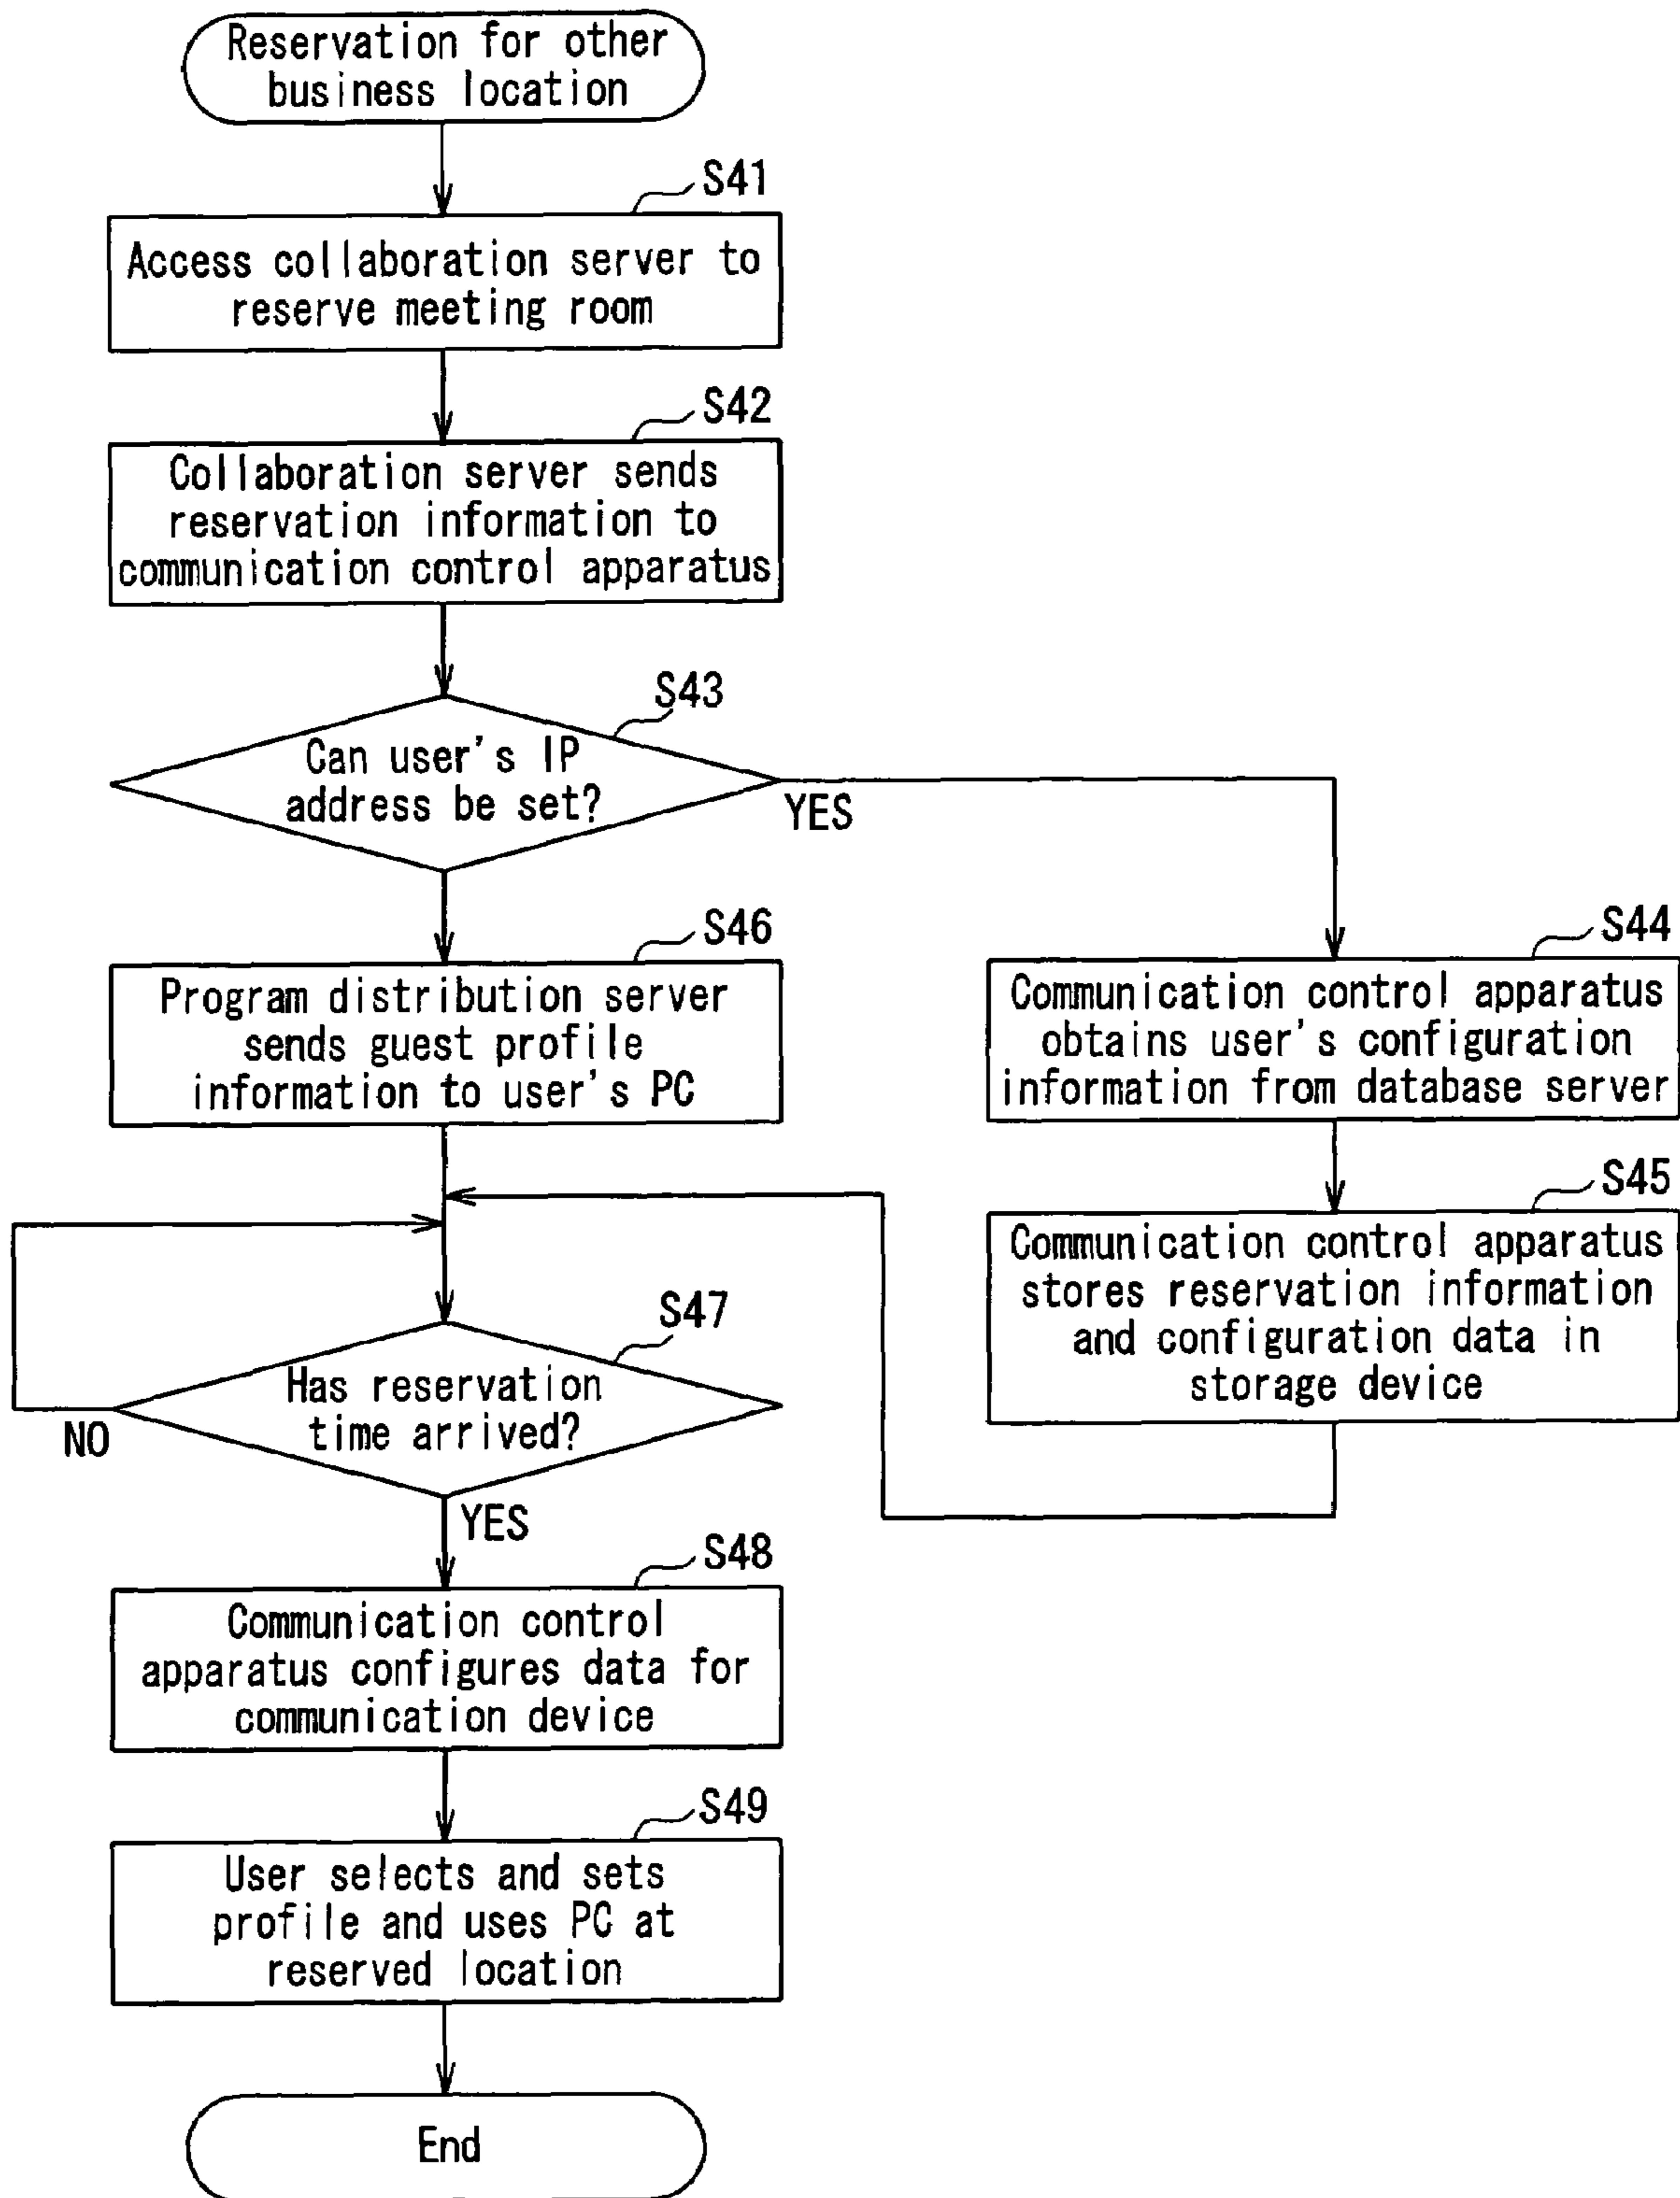 Reservation for other
business location
S41
Access collaboration server to
reserve meeting room
S42
Collaboration server sends
reservation information to
communication control apparatus
S43
Can user's IP
address be set?
YES
S46
Program distribution server
sends guest profile
information to user's PC
S44
Communication control apparatus
obtains user's configuration
information from database server
S45
Communication control apparatus
stores reservation information
and configuration data in
storage device
S47
Has reservation
time arrived?
NO
YES
S48
Communication control
apparatus configures data for
communication device
S49
User selects and sets
profile and uses PC at
reserved location
End